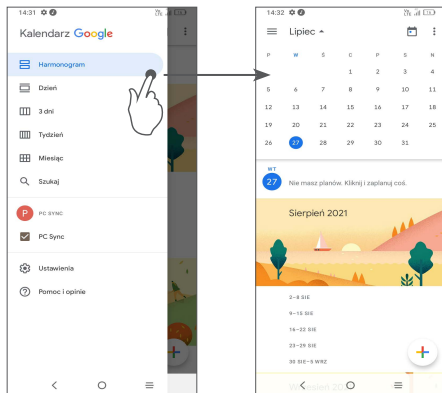 14:31
Kalendarz Google
Harmonogram
Dzień
3 dni
Tydzień
Miesiąc
Szukaj
P PC SYNC
PC Sync
Ustawienia
Pomoc i opinie
14:32
Lipiec
P W Ś C P S N
1 2 3 4
5 6 7 8 9 10 11
12 13 14 15 16 17 18
19 20 21 22 23 24 25
26 27 28 29 30 31
WT
27 Nie masz planów. Kliknij i zaplanuj coś.
Sierpień 2021
2–8 SIE
9–15 SIE
16–22 SIE
23–29 SIE
30 SIE–5 WRZ